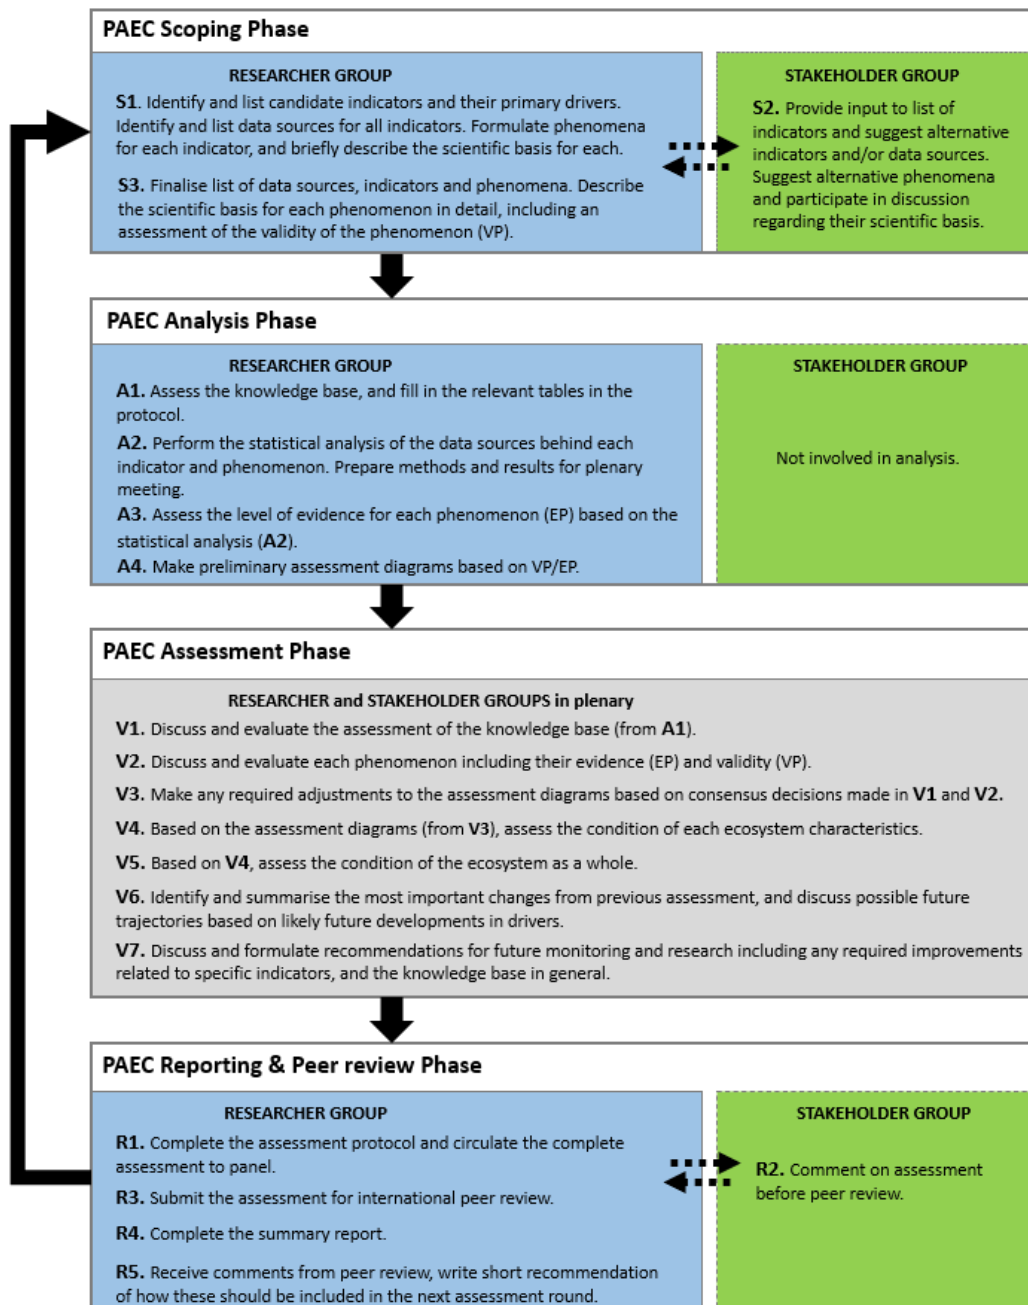 PAEC Scoping Phase
RESEARCHER GROUP
S1. Identify and list candidate indicators and their primary drivers.
Identify and list data sources for all indicators. Formulate phenomena
for each indicator, and briefly describe the scientific basis for each.
S3. Finalise list of data sources, indicators and phenomena. Describe
the scientific basis for each phenomenon in detail, including an
assessment of the validity of the phenomenon (VP).
STAKEHOLDER GROUP
S2. Provide input to list of
indicators and suggest alternative
indicators and/or data sources.
Suggest alternative phenomena
and participate in discussion
regarding their scientific basis.
PAEC Analysis Phase
RESEARCHER GROUP
A1. Assess the knowledge base, and fill in the relevant tables in the
protocol.
A2. Perform the statistical analysis of the data sources behind each
indicator and phenomenon. Prepare methods and results for plenary
meeting.
A3. Assess the level of evidence for each phenomenon (EP) based on the
statistical analysis (A2).
A4. Make preliminary assessment diagrams based on VP/EP.
STAKEHOLDER GROUP
Not involved in analysis.
PAEC Assessment Phase
RESEARCHER and STAKEHOLDER GROUPS in plenary
V1. Discuss and evaluate the assessment of the knowledge base (from A1).
V2. Discuss and evaluate each phenomenon including their evidence (EP) and validity (VP).
V3. Make any required adjustments to the assessment diagrams based on consensus decisions made in V1 and V2.
V4. Based on the assessment diagrams (from V3), assess the condition of each ecosystem characteristics.
V5. Based on V4, assess the condition of the ecosystem as a whole.
V6. Identify and summarise the most important changes from previous assessment, and discuss possible future
trajectories based on likely future developments in drivers.
V7. Discuss and formulate recommendations for future monitoring and research including any required improvements
related to specific indicators, and the knowledge base in general.
PAEC Reporting & Peer review Phase
RESEARCHER GROUP
R1. Complete the assessment protocol and circulate the complete
assessment to panel.
R3. Submit the assessment for international peer review.
R4. Complete the summary report.
R5. Receive comments from peer review, write short recommendation
of how these should be included in the next assessment round.
STAKEHOLDER GROUP
R2. Comment on assessment
before peer review.